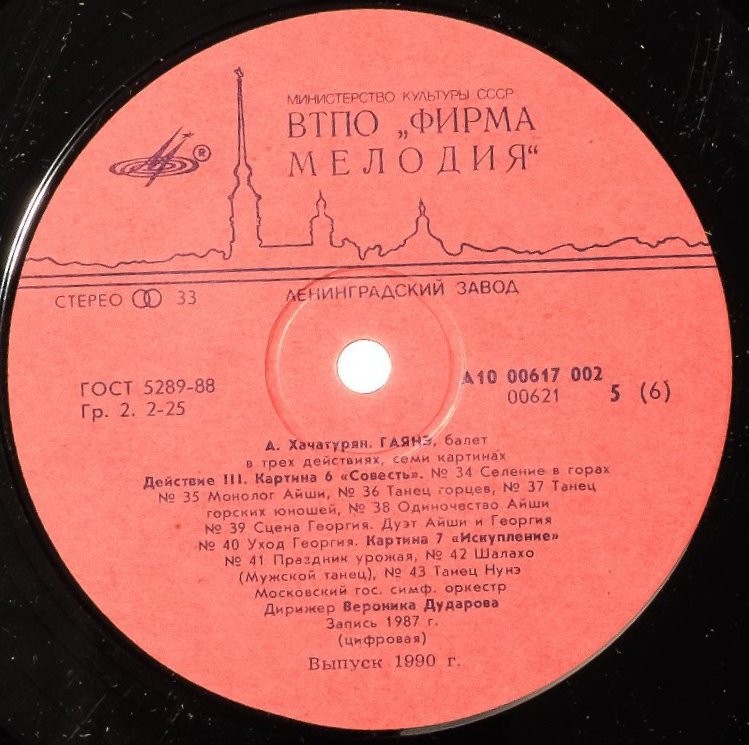 МИНИСТЕРСТВО КУЛЬТУРЫ СССР
ВТПО „ФИРМА
МЕЛОДИЯ“
®
СТЕРЕО 33
ЛЕНИНГРАДСКИЙ ЗАВОД
ГОСТ 5289-88
Гр. 2. 2-25
А10 00617 002
00621 5 (6)
А. Хачатурян. ГАЯНЭ, балет
в трех действиях, семи картинах
Действие III. Картина 6 «Совесть». № 34 Селение в горах
№ 35 Монолог Айши, № 36 Танец горцев, № 37 Танец
горских юношей, № 38 Одиночество Айши
№ 39 Сцена Георгия. Дуэт Айши и Георгия
№ 40 Уход Георгия. Картина 7 «Искупление»
№ 41 Праздник урожая, № 42 Шалахо
(Мужской танец), № 43 Танец Нунэ
Московский гос. симф. оркестр
Дирижер Вероника Дударова
Запись 1987 г.
(цифровая)
Выпуск 1990 г.